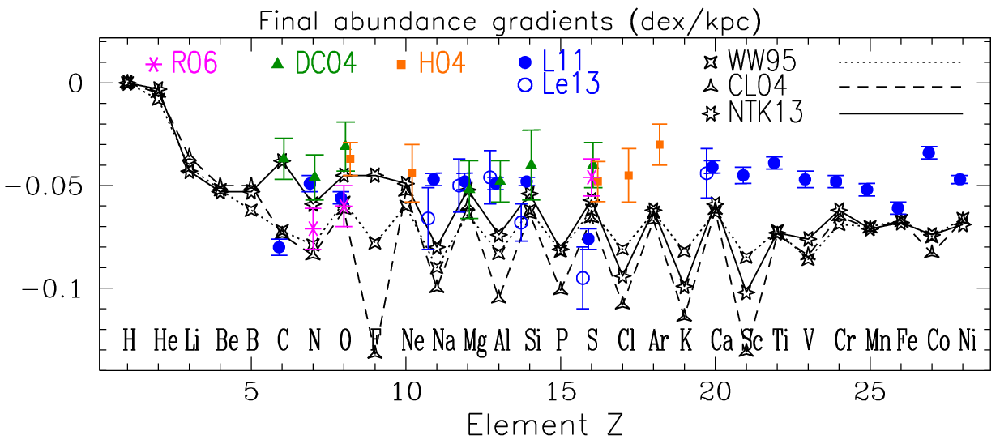 Final abundance gradients (dex/kpc)
R06 DC04 H04 L11 WW95
Le13 CL04
NTK13
0
−0.05
−0.1
H He Li Be B C N O F Ne Na Mg Al Si P S Cl Ar K Ca Sc Ti V Cr Mn Fe Co Ni
5 10 15 20 25
Element Z